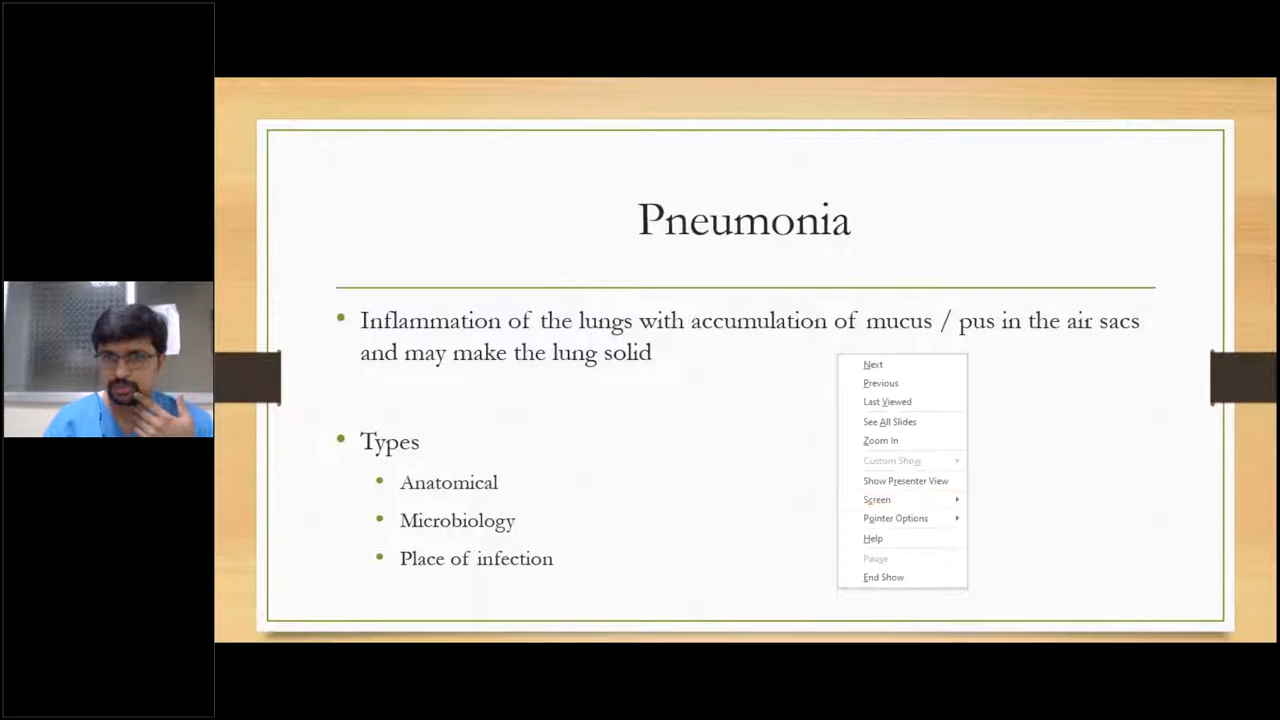 Pneumonia
Inflammation of the lungs with accumulation of mucus / pus in the air sacs
and may make the lung solid
Types
Anatomical
Microbiology
Place of infection
Next
Previous
Last Viewed
See All Slides
Zoom In
Custom Show
Show Presenter View
Screen
Pointer Options
Help
Pause
End Show